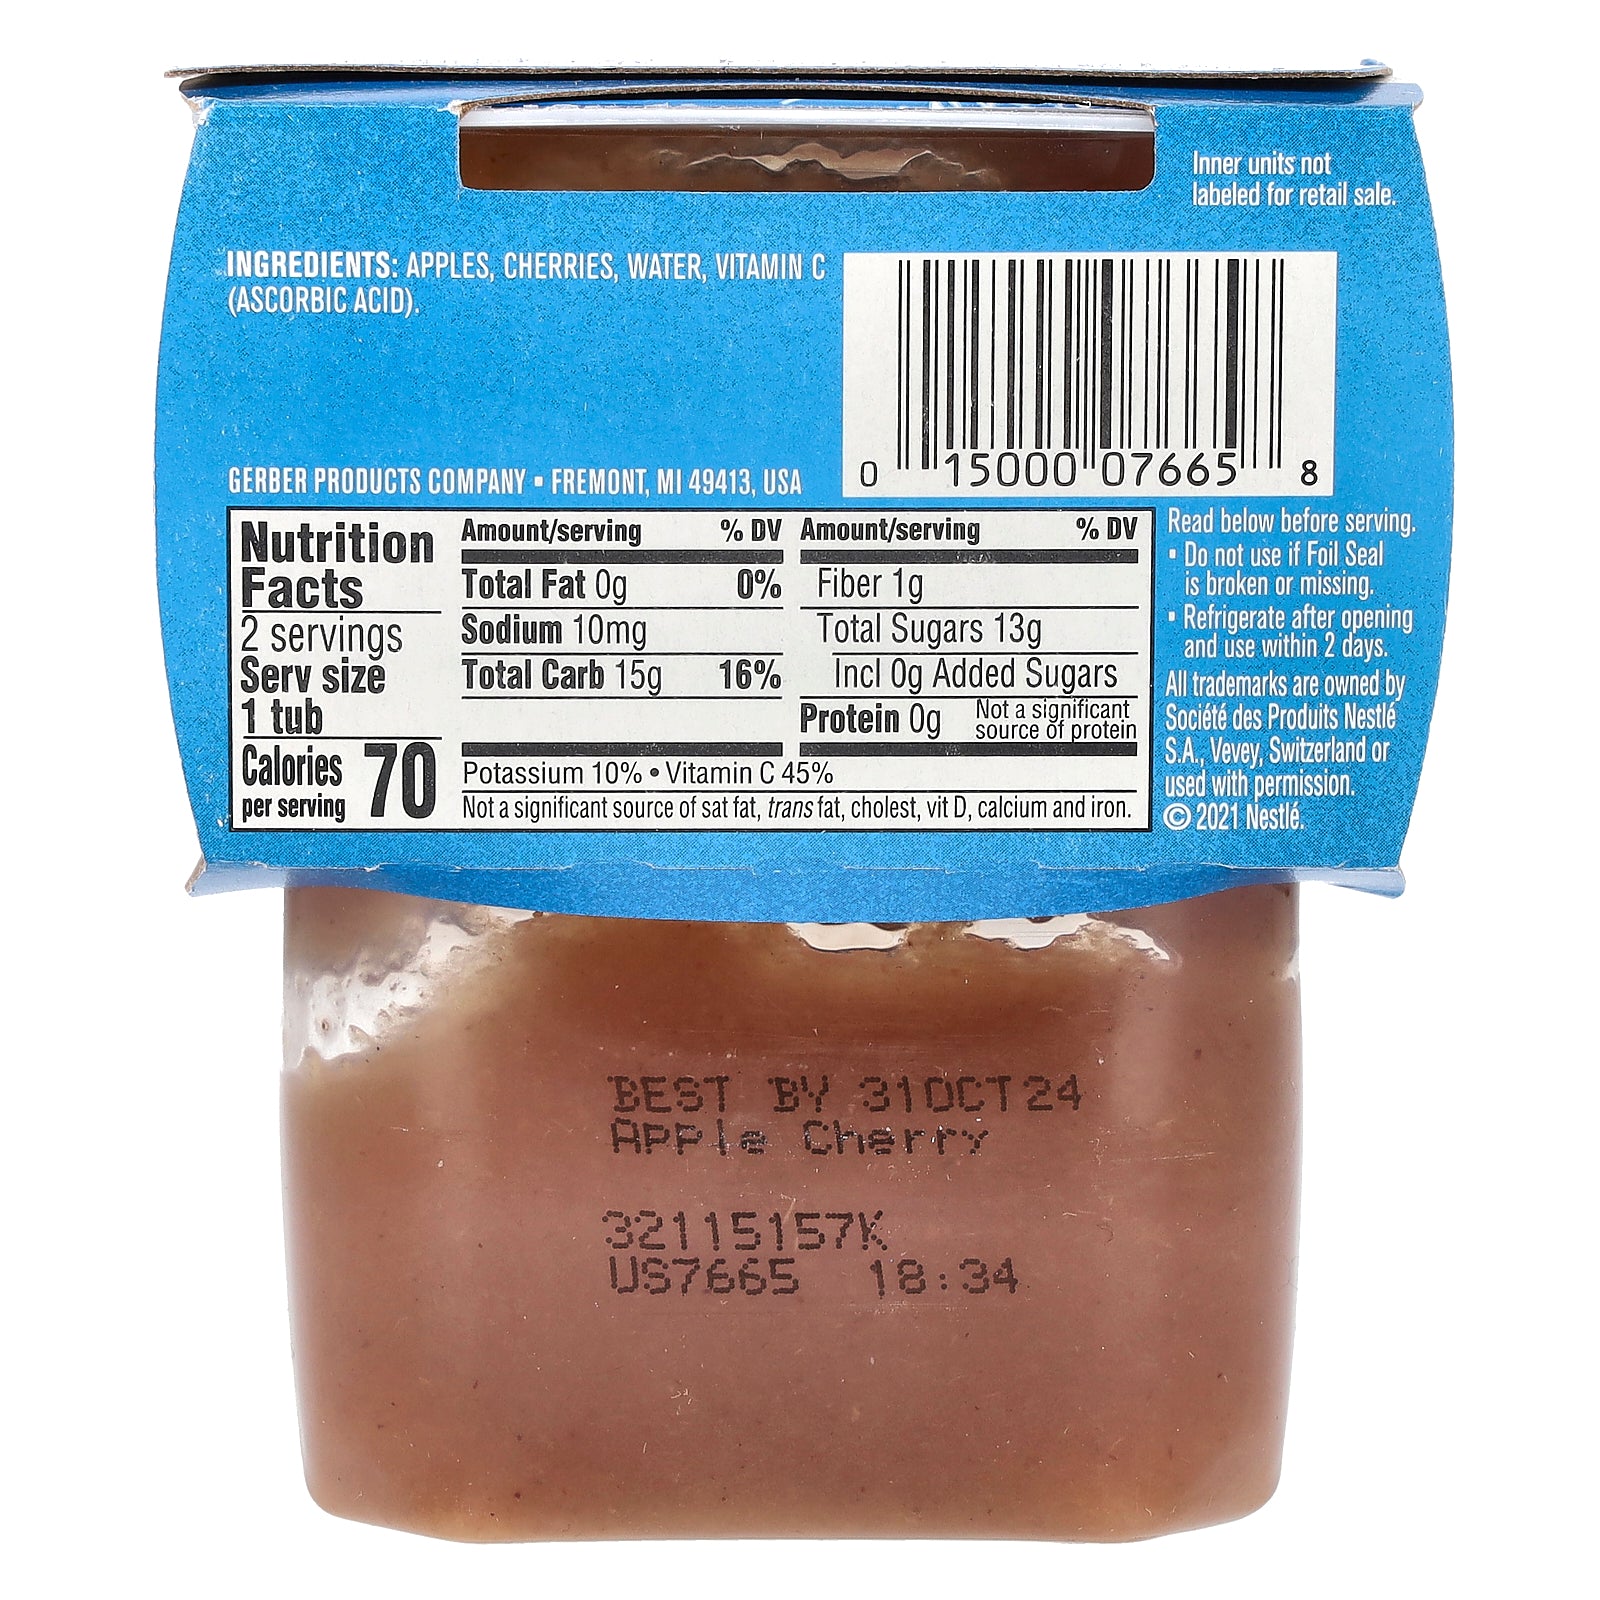 Inner units not
labeled for retail sale.
INGREDIENTS: APPLES, CHERRIES, WATER, VITAMIN C
(ASCORBIC ACID).
GERBER PRODUCTS COMPANY ▪ FREMONT, MI 49413, USA
0 15000 07665 8
Nutrition
Facts
2 servings
Serv size
1 tub
Calories
per serving 70
Amount/serving % DV
Total Fat 0g 0%
Sodium 10mg
Total Carb 15g 16%
Amount/serving % DV
Fiber 1g
Total Sugars 13g
Incl 0g Added Sugars
Protein 0g Not a significant
source of protein
Potassium 10% • Vitamin C 45%
Not a significant source of sat fat, trans fat, cholest, vit D, calcium and iron.
Read below before serving.
▪ Do not use if Foil Seal
is broken or missing.
▪ Refrigerate after opening
and use within 2 days.
All trademarks are owned by
Société des Produits Nestlé
S.A., Vevey, Switzerland or
used with permission.
© 2021 Nestlé.
BEST BY 31OCT24
Apple Cherry
32115157K
US7665 18:34